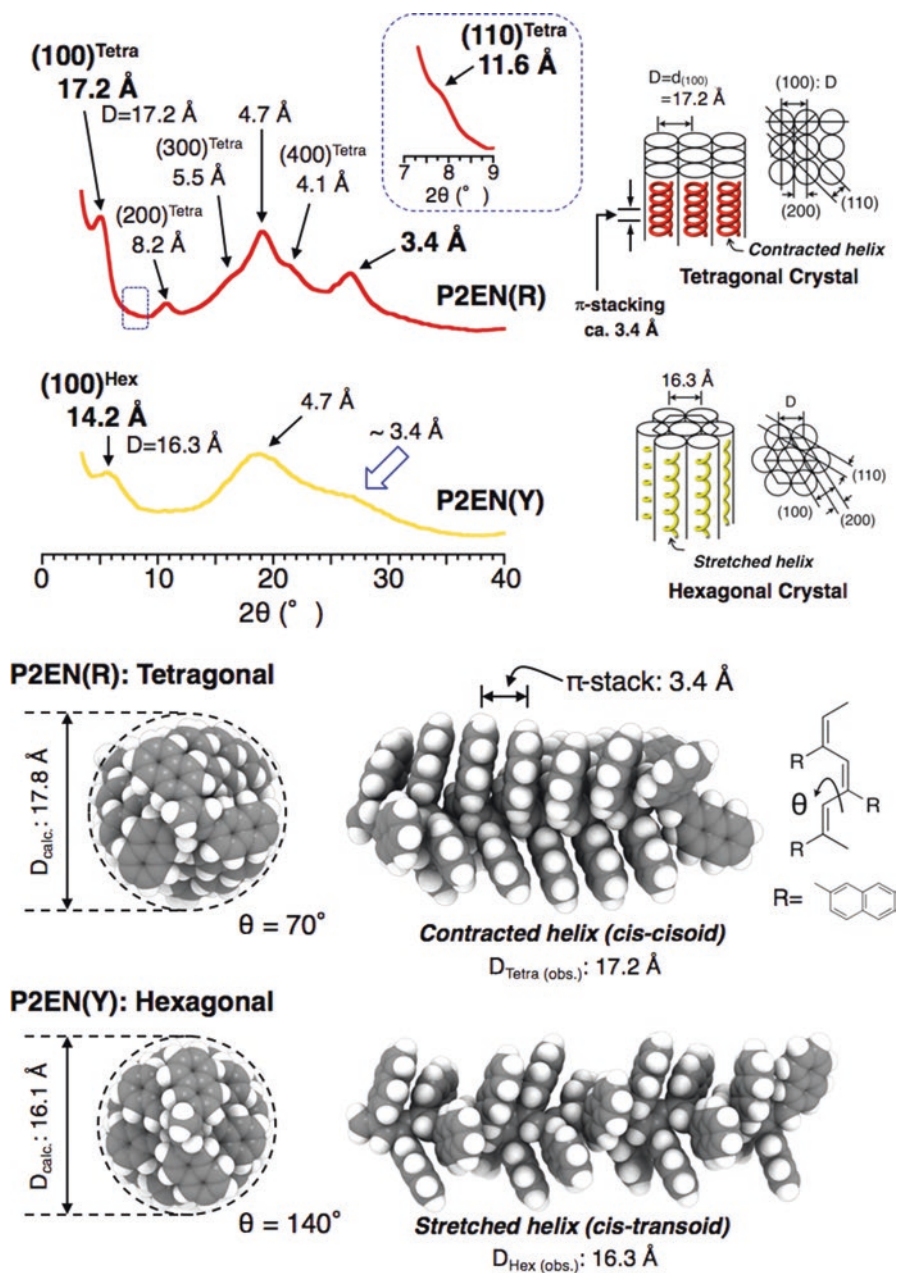 (100)Tetra
17.2 Å
D=17.2 Å
(200)Tetra
8.2 Å
(300)Tetra
5.5 Å
4.7 Å
(400)Tetra
4.1 Å
3.4 Å
P2EN(R)
(110)Tetra
11.6 Å
7 8 9
2θ (°)
D=d(100)
=17.2 Å
(100): D
(110)
(200)
Contracted helix
Tetragonal Crystal
π-stacking
ca. 3.4 Å
(100)Hex
14.2 Å
D=16.3 Å
4.7 Å
~ 3.4 Å
P2EN(Y)
0 10 20 30 40
2θ (°)
16.3 Å
D
(110)
(100)
(200)
Stretched helix
Hexagonal Crystal
P2EN(R): Tetragonal
π-stack: 3.4 Å
Dcalc.: 17.8 Å
θ = 70°
Contracted helix (cis-cisoid)
DTetra (obs.): 17.2 Å
R
θ
R
R
R=
P2EN(Y): Hexagonal
Dcalc.: 16.1 Å
θ = 140°
Stretched helix (cis-transoid)
DHex (obs.): 16.3 Å